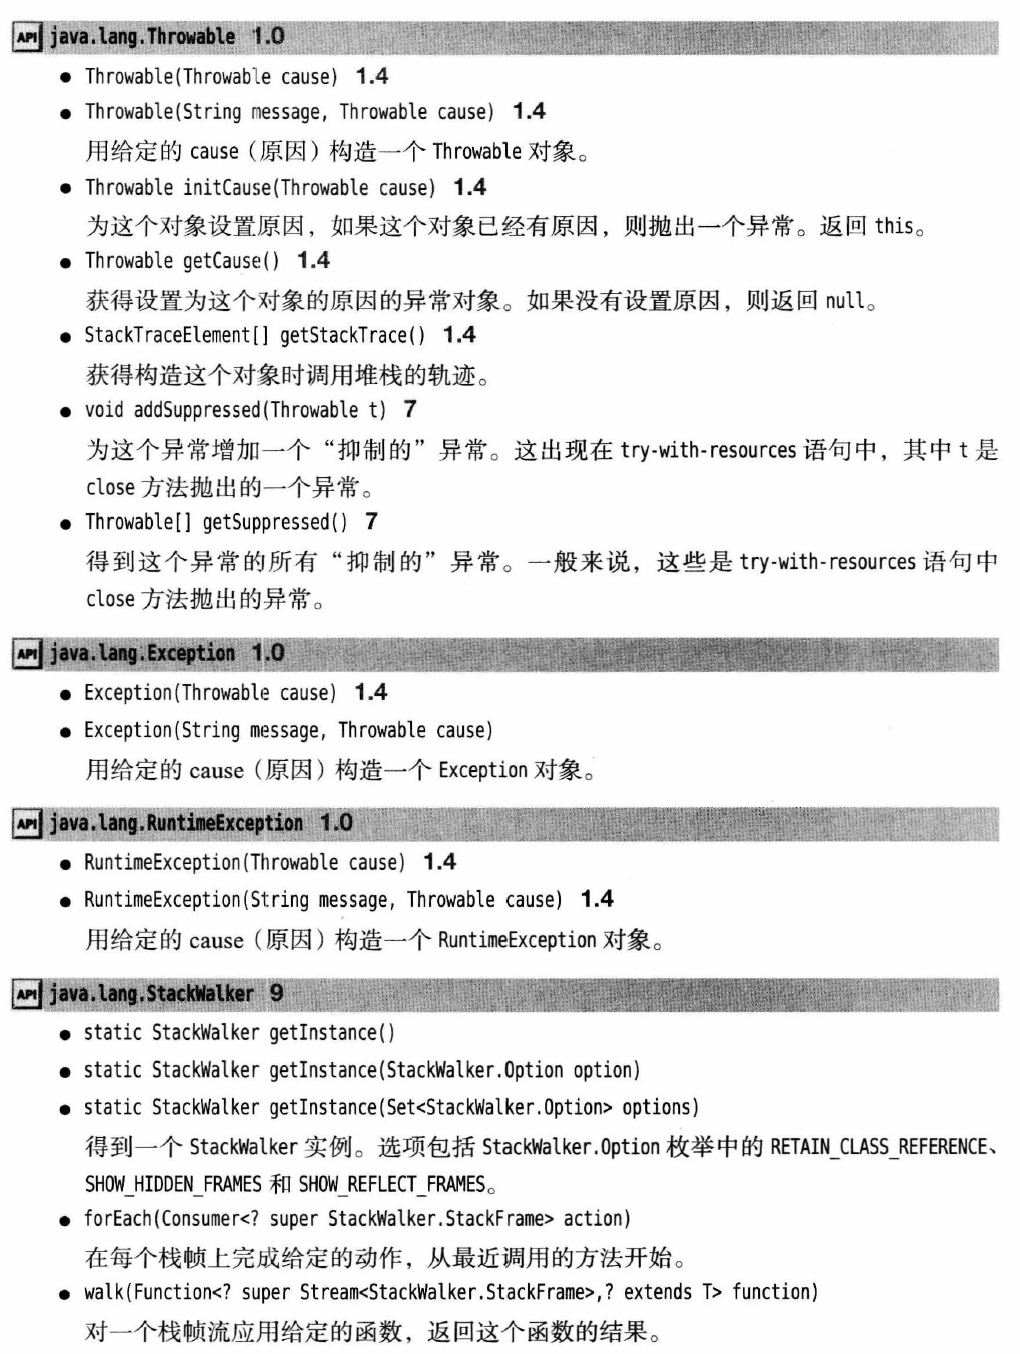 API java.lang.Throwable 1.0
● Throwable(Throwable cause) 1.4
● Throwable(String message, Throwable cause) 1.4
用给定的 cause（原因）构造一个 Throwable 对象。
● Throwable initCause(Throwable cause) 1.4
为这个对象设置原因，如果这个对象已经有原因，则抛出一个异常。返回 this。
● Throwable getCause() 1.4
获得设置为这个对象的原因的异常对象。如果没有设置原因，则返回 null。
● StackTraceElement[] getStackTrace() 1.4
获得构造这个对象时调用堆栈的轨迹。
● void addSuppressed(Throwable t) 7
为这个异常增加一个“抑制的”异常。这出现在 try-with-resources 语句中，其中 t 是
close 方法抛出的一个异常。
● Throwable[] getSuppressed() 7
得到这个异常的所有“抑制的”异常。一般来说，这些是 try-with-resources 语句中
close 方法抛出的异常。
API java.lang.Exception 1.0
● Exception(Throwable cause) 1.4
● Exception(String message, Throwable cause)
用给定的 cause（原因）构造一个 Exception 对象。
API java.lang.RuntimeException 1.0
● RuntimeException(Throwable cause) 1.4
● RuntimeException(String message, Throwable cause) 1.4
用给定的 cause（原因）构造一个 RuntimeException 对象。
API java.lang.StackWalker 9
● static StackWalker getInstance()
● static StackWalker getInstance(StackWalker.Option option)
● static StackWalker getInstance(Set<StackWalker.Option> options)
得到一个 StackWalker 实例。选项包括 StackWalker.Option 枚举中的 RETAIN_CLASS_REFERENCE、
SHOW_HIDDEN_FRAMES 和 SHOW_REFLECT_FRAMES。
● forEach(Consumer<? super StackWalker.StackFrame> action)
在每个栈帧上完成给定的动作，从最近调用的方法开始。
● walk(Function<? super Stream<StackWalker.StackFrame>,? extends T> function)
对一个栈帧流应用给定的函数，返回这个函数的结果。